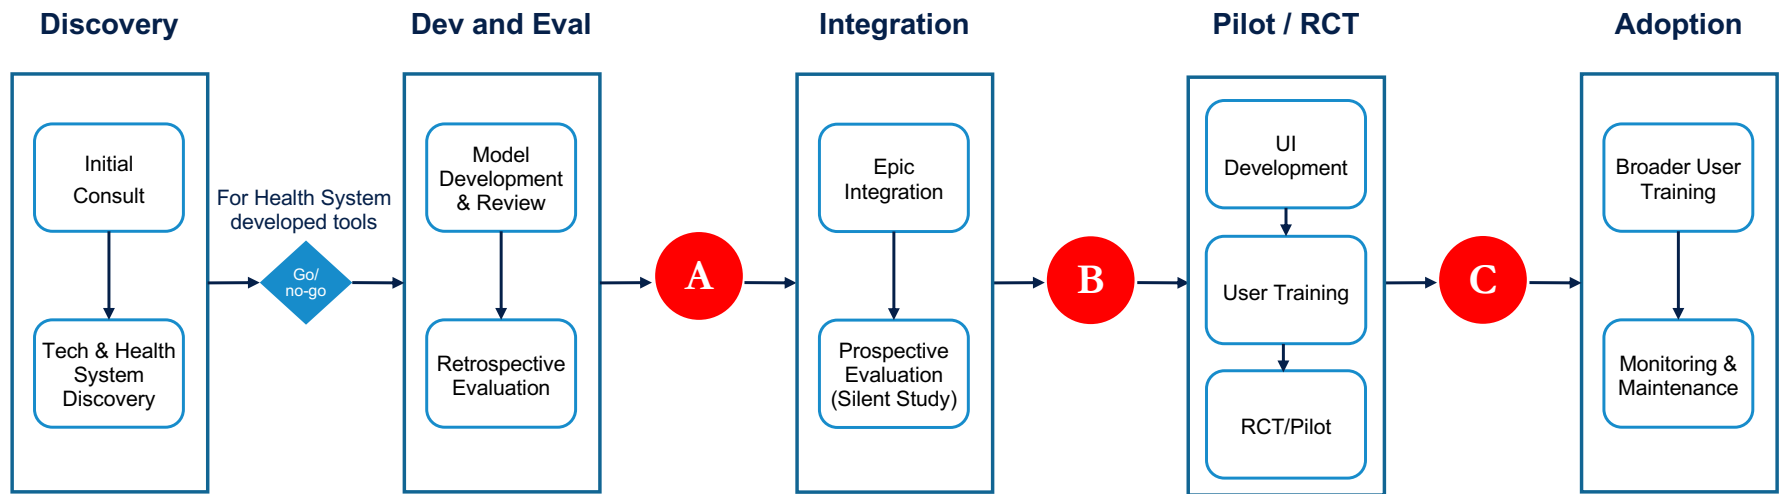 Discovery
Dev and Eval
Integration
Pilot / RCT
Adoption
Initial
Consult
Tech & Health
System
Discovery
For Health System
developed tools
Go/
no-go
Model
Development
& Review
Retrospective
Evaluation
A
Epic
Integration
Prospective
Evaluation
(Silent Study)
B
UI
Development
User Training
RCT/Pilot
C
Broader User
Training
Monitoring &
Maintenance